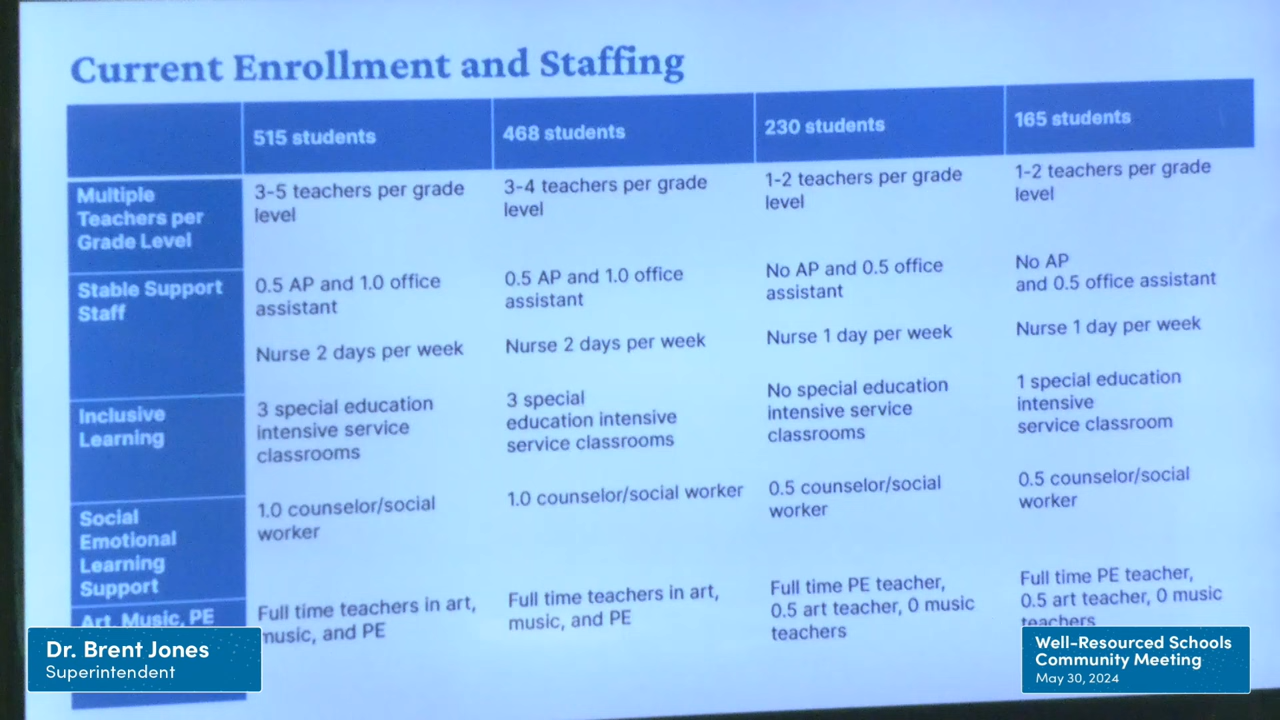 Current Enrollment and Staffing
515 students
468 students
230 students
165 students
Multiple
Teachers per
Grade Level
3-5 teachers per grade
level
3-4 teachers per grade
level
1-2 teachers per grade
level
1-2 teachers per grade
level
Stable Support
Staff
0.5 AP and 1.0 office
assistant
Nurse 2 days per week
0.5 AP and 1.0 office
assistant
Nurse 2 days per week
No AP and 0.5 office
assistant
Nurse 1 day per week
No AP
and 0.5 office assistant
Nurse 1 day per week
Inclusive
Learning
3 special education
intensive service
classrooms
3 special
education intensive
service classrooms
No special education
intensive service
classrooms
1 special education
intensive
service classroom
Social
Emotional
Learning
Support
1.0 counselor/social
worker
1.0 counselor/social worker
0.5 counselor/social
worker
0.5 counselor/social
worker
Art, Music, PE
Full time teachers in art,
music, and PE
Full time teachers in art,
music, and PE
Full time PE teacher,
0.5 art teacher, 0 music
teachers
Full time PE teacher,
0.5 art teacher, 0 music
teachers
Dr. Brent Jones
Superintendent
Well-Resourced Schools
Community Meeting
May 30, 2024